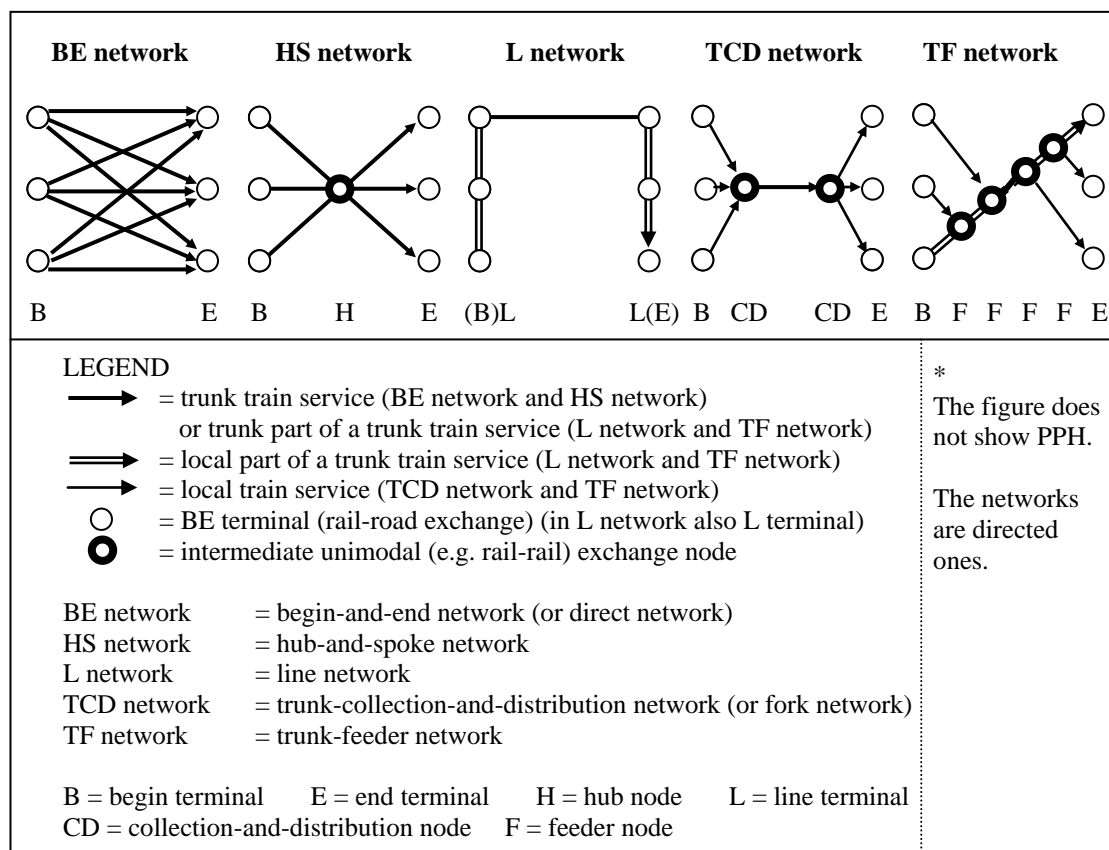 BE network HS network L network TCD network TF network
B E B H E (B)L L(E) B CD CD E B F F F F E
LEGEND
= trunk train service (BE network and HS network)
or trunk part of a trunk train service (L network and TF network)
= local part of a trunk train service (L network and TF network)
= local train service (TCD network and TF network)
= BE terminal (rail-road exchange) (in L network also L terminal)
= intermediate unimodal (e.g. rail-rail) exchange node
BE network = begin-and-end network (or direct network)
HS network = hub-and-spoke network
L network = line network
TCD network = trunk-collection-and-distribution network (or fork network)
TF network = trunk-feeder network
B = begin terminal E = end terminal H = hub node L = line terminal
CD = collection-and-distribution node F = feeder node
*
The figure does
not show PPH.
The networks
are directed
ones.